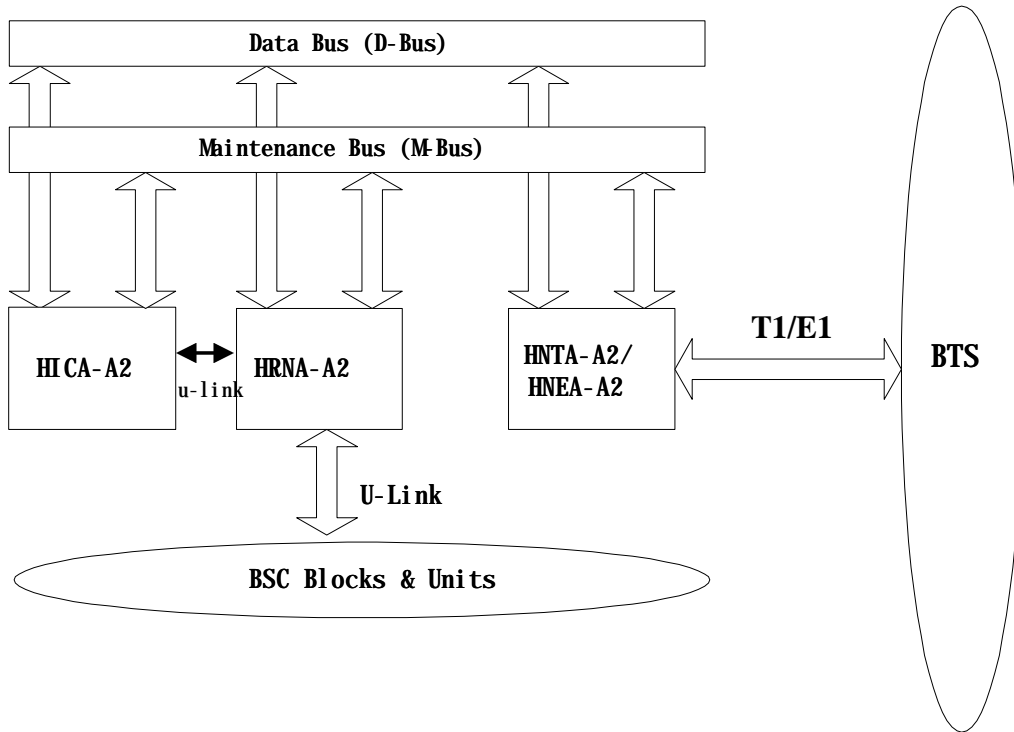 Data Bus (D-Bus)
Maintenance Bus (M-Bus)
HICA-A2
u-link
HRNA-A2
HNTA-A2/
HNEA-A2
T1/E1
BTS
U-Link
BSC Blocks & Units